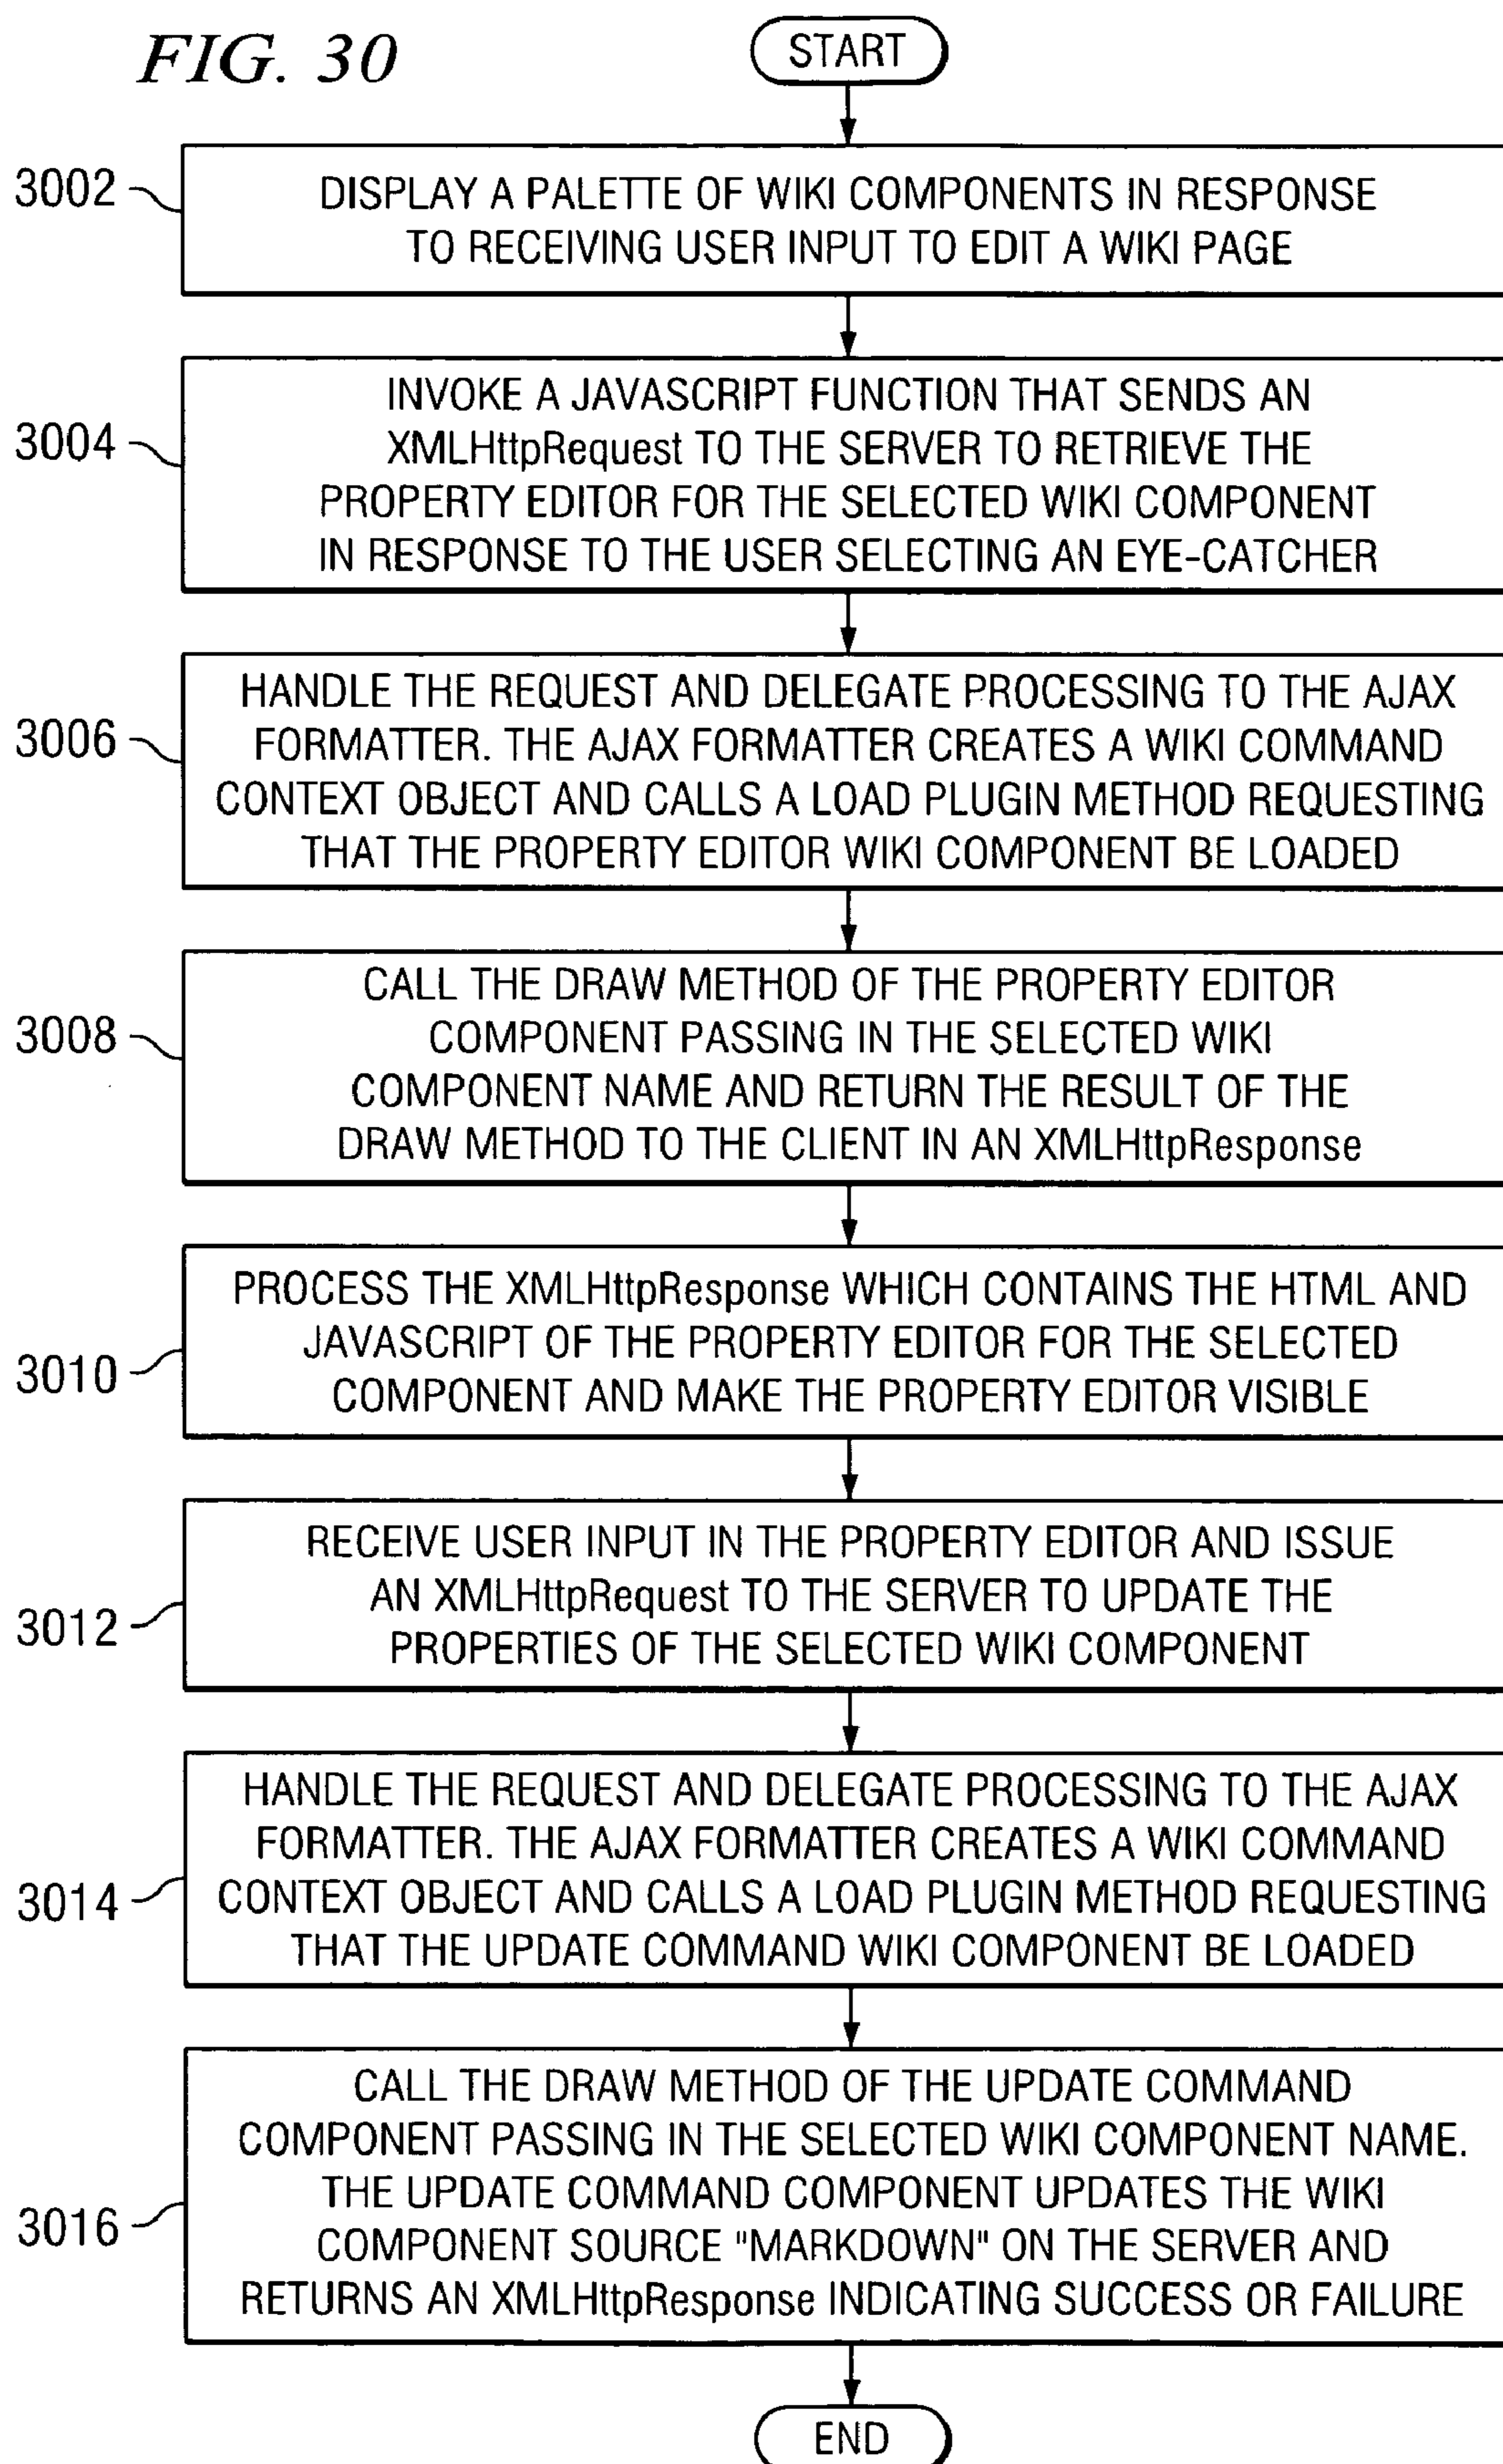 FIG. 30
START
3002
DISPLAY A PALETTE OF WIKI COMPONENTS IN RESPONSE
TO RECEIVING USER INPUT TO EDIT A WIKI PAGE
3004
INVOKE A JAVASCRIPT FUNCTION THAT SENDS AN
XMLHttpRequest TO THE SERVER TO RETRIEVE THE
PROPERTY EDITOR FOR THE SELECTED WIKI COMPONENT
IN RESPONSE TO THE USER SELECTING AN EYE-CATCHER
3006
HANDLE THE REQUEST AND DELEGATE PROCESSING TO THE AJAX
FORMATTER. THE AJAX FORMATTER CREATES A WIKI COMMAND
CONTEXT OBJECT AND CALLS A LOAD PLUGIN METHOD REQUESTING
THAT THE PROPERTY EDITOR WIKI COMPONENT BE LOADED
3008
CALL THE DRAW METHOD OF THE PROPERTY EDITOR
COMPONENT PASSING IN THE SELECTED WIKI
COMPONENT NAME AND RETURN THE RESULT OF THE
DRAW METHOD TO THE CLIENT IN AN XMLHttpResponse
3010
PROCESS THE XMLHttpResponse WHICH CONTAINS THE HTML AND
JAVASCRIPT OF THE PROPERTY EDITOR FOR THE SELECTED
COMPONENT AND MAKE THE PROPERTY EDITOR VISIBLE
3012
RECEIVE USER INPUT IN THE PROPERTY EDITOR AND ISSUE
AN XMLHttpRequest TO THE SERVER TO UPDATE THE
PROPERTIES OF THE SELECTED WIKI COMPONENT
3014
HANDLE THE REQUEST AND DELEGATE PROCESSING TO THE AJAX
FORMATTER. THE AJAX FORMATTER CREATES A WIKI COMMAND
CONTEXT OBJECT AND CALLS A LOAD PLUGIN METHOD REQUESTING
THAT THE UPDATE COMMAND WIKI COMPONENT BE LOADED
3016
CALL THE DRAW METHOD OF THE UPDATE COMMAND
COMPONENT PASSING IN THE SELECTED WIKI COMPONENT NAME.
THE UPDATE COMMAND COMPONENT UPDATES THE WIKI
COMPONENT SOURCE "MARKDOWN" ON THE SERVER AND
RETURNS AN XMLHttpResponse INDICATING SUCCESS OR FAILURE
END